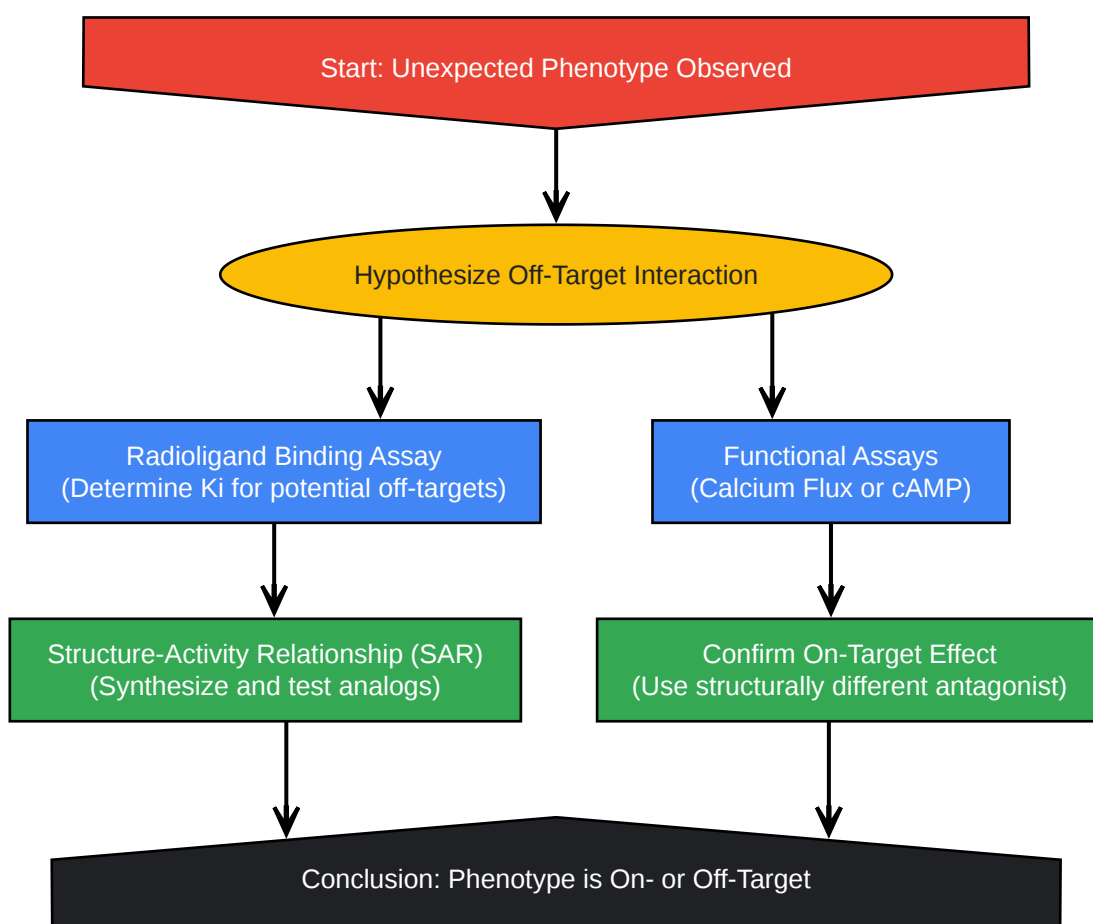 Start: Unexpected Phenotype Observed
Hypothesize Off-Target Interaction
Radioligand Binding Assay
(Determine Ki for potential off-targets)
Functional Assays
(Calcium Flux or cAMP)
Structure-Activity Relationship (SAR)
(Synthesize and test analogs)
Confirm On-Target Effect
(Use structurally different antagonist)
Conclusion: Phenotype is On- or Off-Target